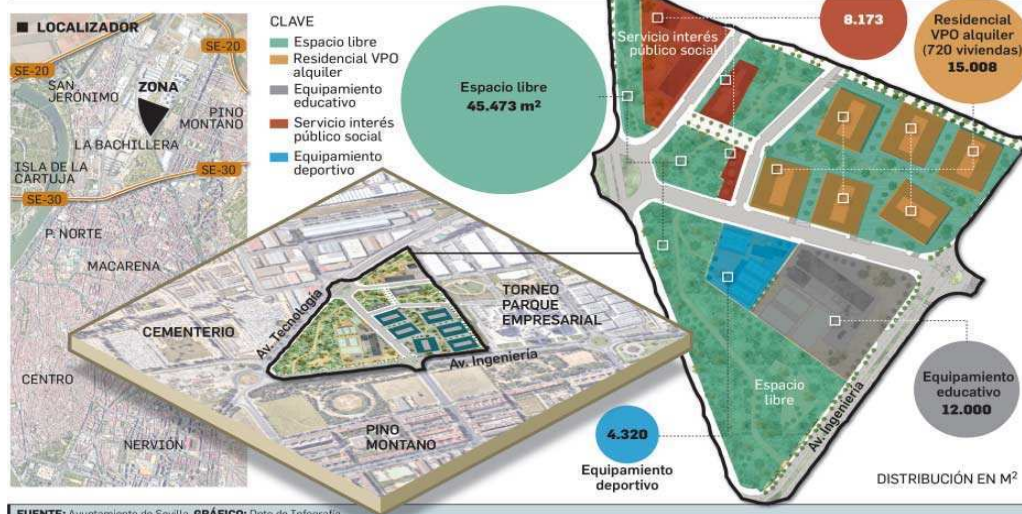 ■ LOCALIZADOR
SE-20
SE-20
SAN
JERÓNIMO
ZONA
PINO
MONTANO
LA BACHILLERA
ISLA DE LA
CARTUJA
SE-30
SE-30
P. NORTE
MACARENA
CENTRO
NERVIÓN
CLAVE
Espacio libre
Residencial VPO
alquiler
Equipamiento
educativo
Servicio interés
público social
Equipamiento
deportivo
Espacio libre
45.473 m²
CEMENTERIO
Av. Tecnología
TORNEO
PARQUE
EMPRESARIAL
Av. Ingeniería
PINO
MONTANO
Servicio interés
público social
8.173
Residencial
VPO alquiler
(720 viviendas)
15.008
Espacio
libre
Av. Ingeniería
Equipamiento
educativo
12.000
4.320
Equipamiento
deportivo
DISTRIBUCIÓN EN M²
FUENTE: Ayuntamiento de Sevilla. GRÁFICO: Dpto de Infografía